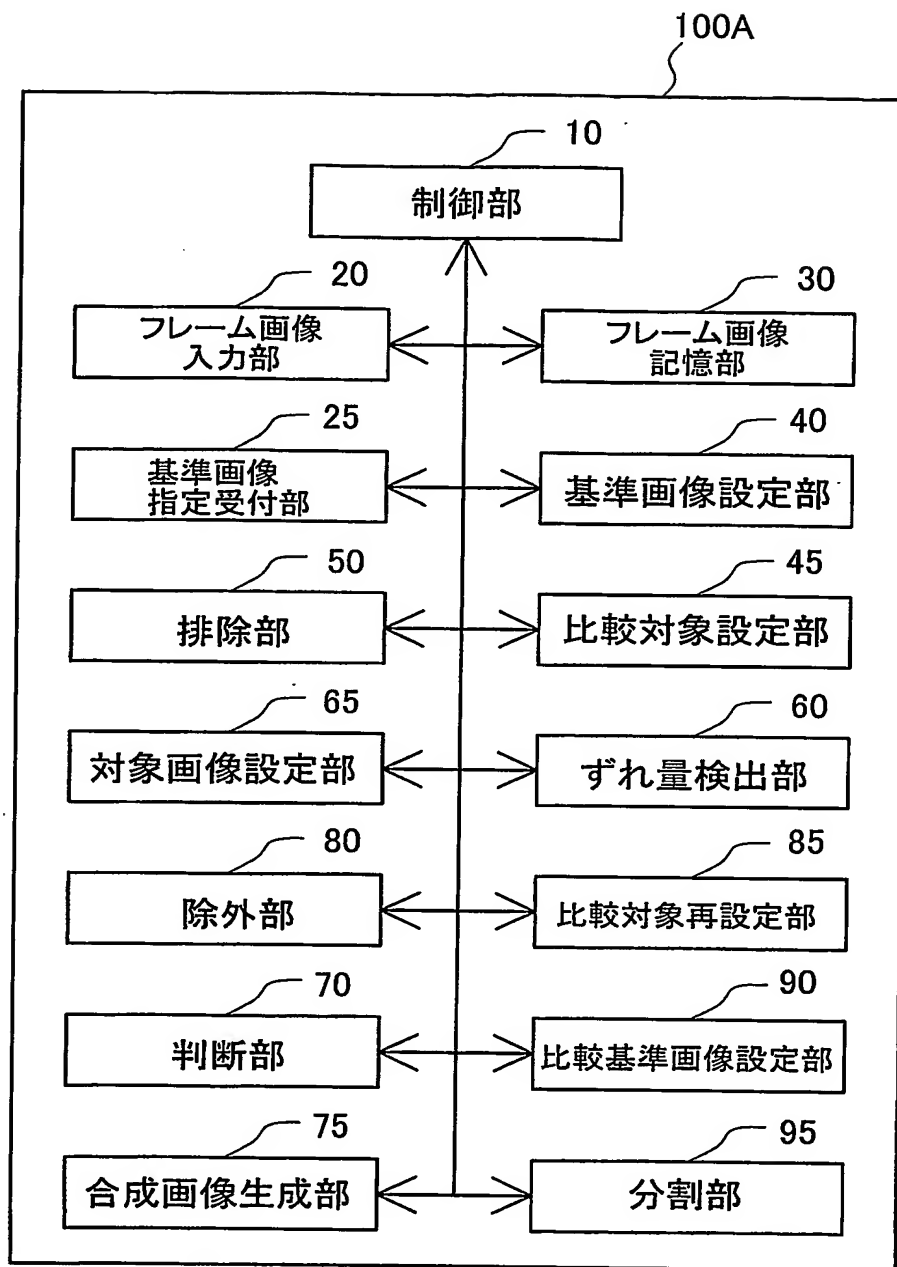 100A
10
制御部
20
フレーム画像
入力部
30
フレーム画像
記憶部
25
基準画像
指定受付部
40
基準画像設定部
50
排除部
45
比較対象設定部
65
対象画像設定部
60
ずれ量検出部
80
除外部
85
比較対象再設定部
70
判断部
90
比較基準画像設定部
75
合成画像生成部
95
分割部